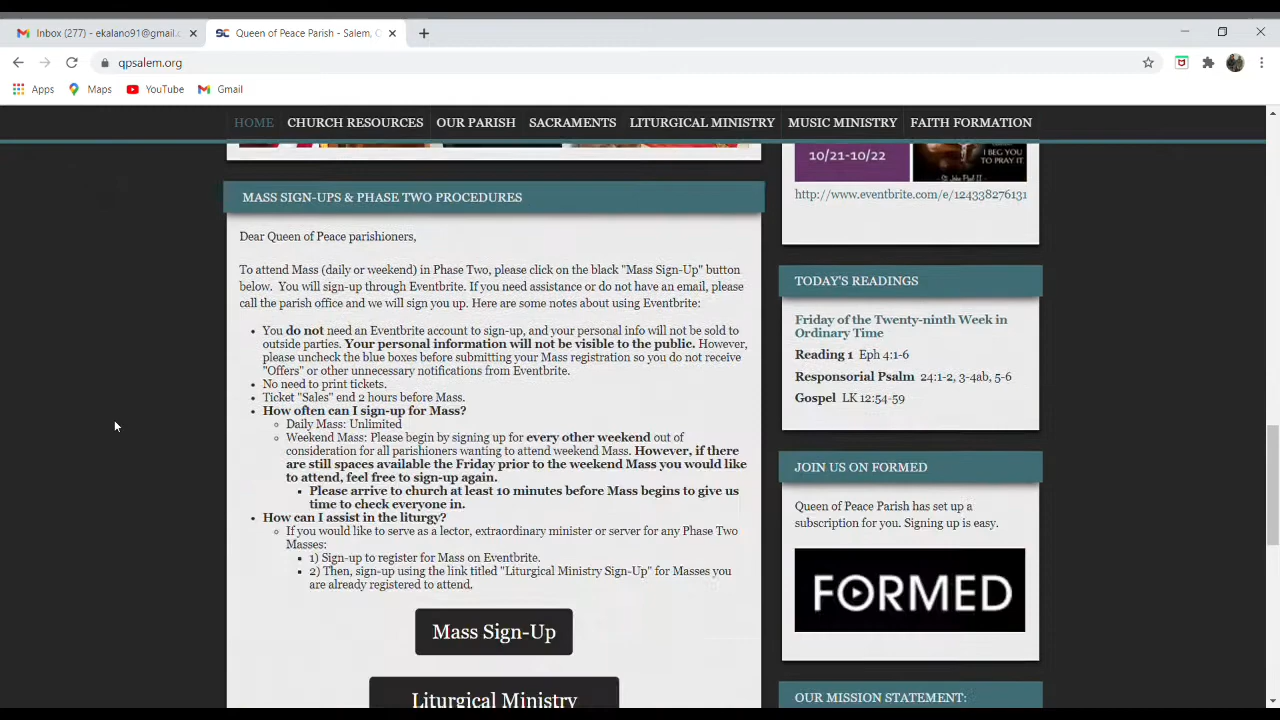 Inbox (277) - ekalano91@gmail.c
Queen of Peace Parish - Salem, O
qpsalem.org
Apps
Maps
YouTube
Gmail
HOME
CHURCH RESOURCES
OUR PARISH
SACRAMENTS
LITURGICAL MINISTRY
MUSIC MINISTRY
FAITH FORMATION
MASS SIGN-UPS & PHASE TWO PROCEDURES
Dear Queen of Peace parishioners,
To attend Mass (daily or weekend) in Phase Two, please click on the black "Mass Sign-Up" button
below. You will sign-up through Eventbrite. If you need assistance or do not have an email, please
call the parish office and we will sign you up. Here are some notes about using Eventbrite:
You do not need an Eventbrite account to sign-up, and your personal info will not be sold to
outside parties. Your personal information will not be visible to the public. However,
please uncheck the blue boxes before submitting your Mass registration so you do not receive
"Offers" or other unnecessary notifications from Eventbrite.
No need to print tickets.
Ticket "Sales" end 2 hours before Mass.
How often can I sign-up for Mass?
Daily Mass: Unlimited
Weekend Mass: Please begin by signing up for every other weekend out of
consideration for all parishioners wanting to attend weekend Mass. However, if there
are still spaces available the Friday prior to the weekend Mass you would like
to attend, feel free to sign-up again.
Please arrive to church at least 10 minutes before Mass begins to give us
time to check everyone in.
How can I assist in the liturgy?
If you would like to serve as a lector, extraordinary minister or server for any Phase Two
Masses:
1) Sign-up to register for Mass on Eventbrite.
2) Then, sign-up using the link titled "Liturgical Ministry Sign-Up" for Masses you
are already registered to attend.
Mass Sign-Up
Liturgical Ministry
10/21-10/22
I BEG YOU
TO PRAY IT.
- St. John Paul II -
http://www.eventbrite.com/e/124338276131
TODAY'S READINGS
Friday of the Twenty-ninth Week in
Ordinary Time
Reading 1 Eph 4:1-6
Responsorial Psalm 24:1-2, 3-4ab, 5-6
Gospel LK 12:54-59
JOIN US ON FORMED
Queen of Peace Parish has set up a
subscription for you. Signing up is easy.
FORMED
OUR MISSION STATEMENT: